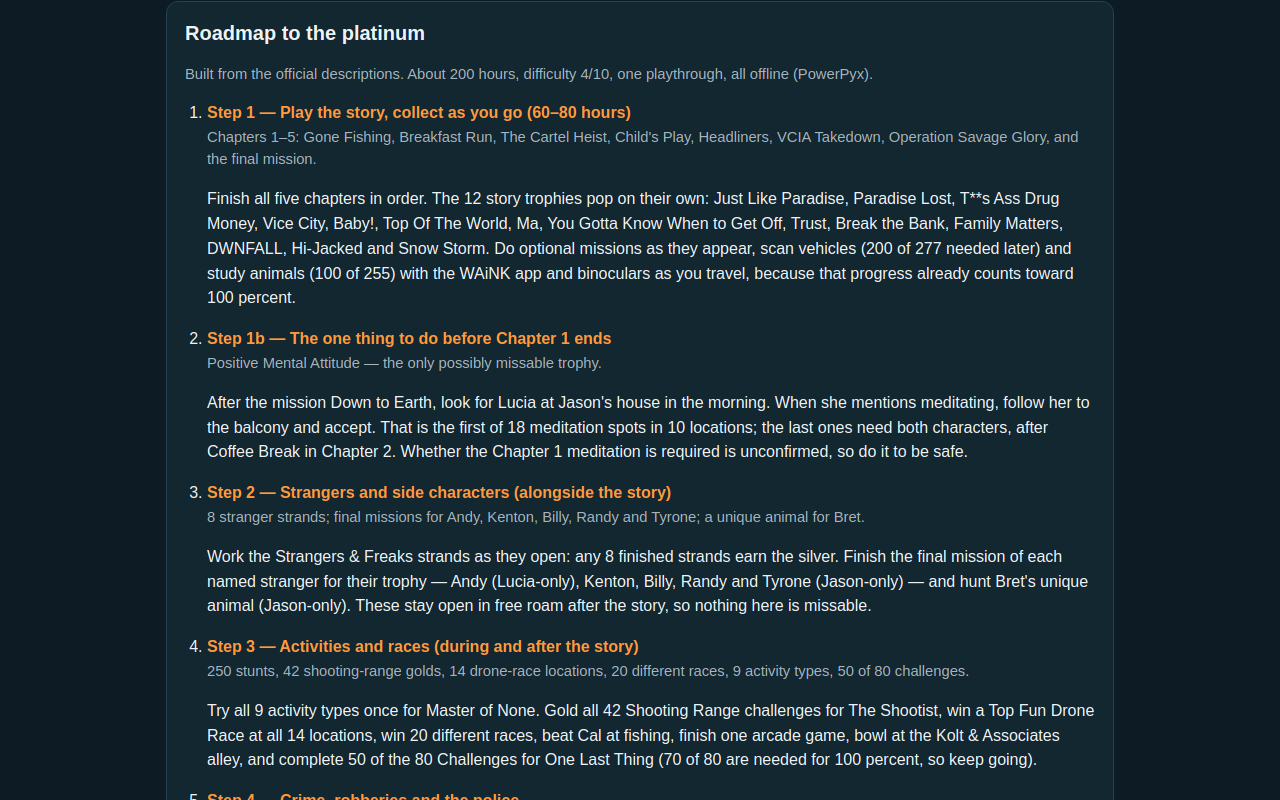 Roadmap to the platinum
Built from the official descriptions. About 200 hours, difficulty 4/10, one playthrough, all offline (PowerPyx).
1. Step 1 — Play the story, collect as you go (60–80 hours)
Chapters 1–5: Gone Fishing, Breakfast Run, The Cartel Heist, Child's Play, Headliners, VCIA Takedown, Operation Savage Glory, and
the final mission.
Finish all five chapters in order. The 12 story trophies pop on their own: Just Like Paradise, Paradise Lost, T**s Ass Drug
Money, Vice City, Baby!, Top Of The World, Ma, You Gotta Know When to Get Off, Trust, Break the Bank, Family Matters,
DWNFALL, Hi-Jacked and Snow Storm. Do optional missions as they appear, scan vehicles (200 of 277 needed later) and
study animals (100 of 255) with the WAiNK app and binoculars as you travel, because that progress already counts toward
100 percent.
2. Step 1b — The one thing to do before Chapter 1 ends
Positive Mental Attitude — the only possibly missable trophy.
After the mission Down to Earth, look for Lucia at Jason's house in the morning. When she mentions meditating, follow her to
the balcony and accept. That is the first of 18 meditation spots in 10 locations; the last ones need both characters, after
Coffee Break in Chapter 2. Whether the Chapter 1 meditation is required is unconfirmed, so do it to be safe.
3. Step 2 — Strangers and side characters (alongside the story)
8 stranger strands; final missions for Andy, Kenton, Billy, Randy and Tyrone; a unique animal for Bret.
Work the Strangers & Freaks strands as they open: any 8 finished strands earn the silver. Finish the final mission of each
named stranger for their trophy — Andy (Lucia-only), Kenton, Billy, Randy and Tyrone (Jason-only) — and hunt Bret's unique
animal (Jason-only). These stay open in free roam after the story, so nothing here is missable.
4. Step 3 — Activities and races (during and after the story)
250 stunts, 42 shooting-range golds, 14 drone-race locations, 20 different races, 9 activity types, 50 of 80 challenges.
Try all 9 activity types once for Master of None. Gold all 42 Shooting Range challenges for The Shootist, win a Top Fun Drone
Race at all 14 locations, win 20 different races, beat Cal at fishing, finish one arcade game, bowl at the Kolt & Associates
alley, and complete 50 of the 80 Challenges for One Last Thing (70 of 80 are needed for 100 percent, so keep going).
5. Step 4 — Crime, robberies and the police